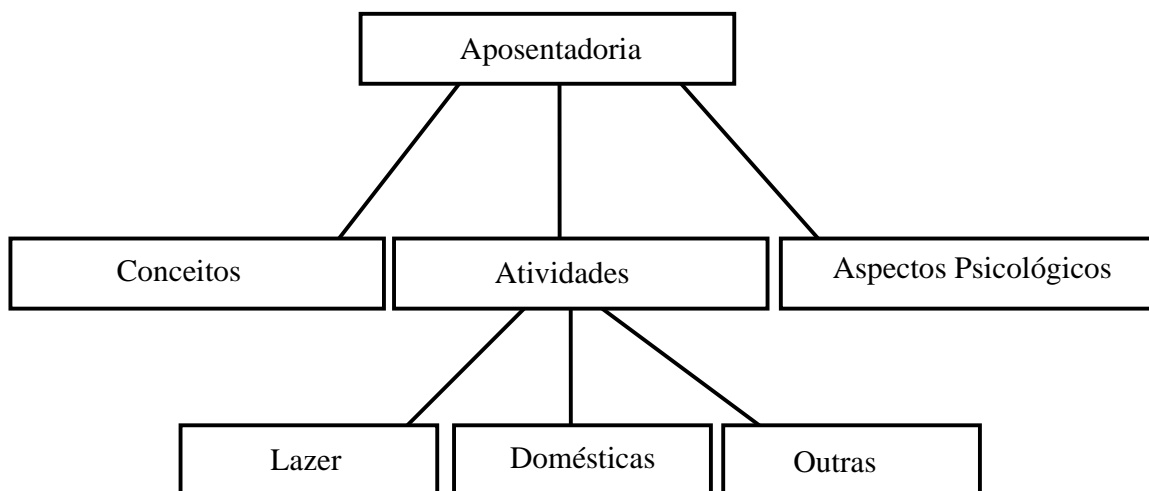 Aposentadoria
Conceitos
Atividades
Aspectos Psicológicos
Lazer
Domésticas
Outras